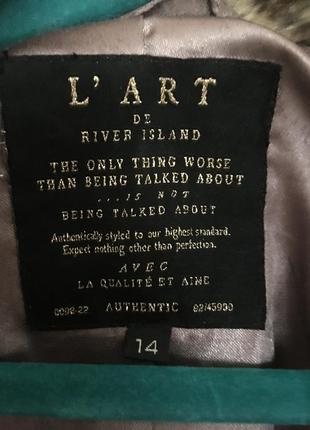 L'ART
DE
RIVER ISLAND
THE ONLY THING WORSE
THAN BEING TALKED ABOUT
...IS NOT
BEING TALKED ABOUT
Authentically styled to our highest standard.
Expect nothing other than perfection.
AVEC
LA QUALITÉ ET AIME
AUTHENTIC
14